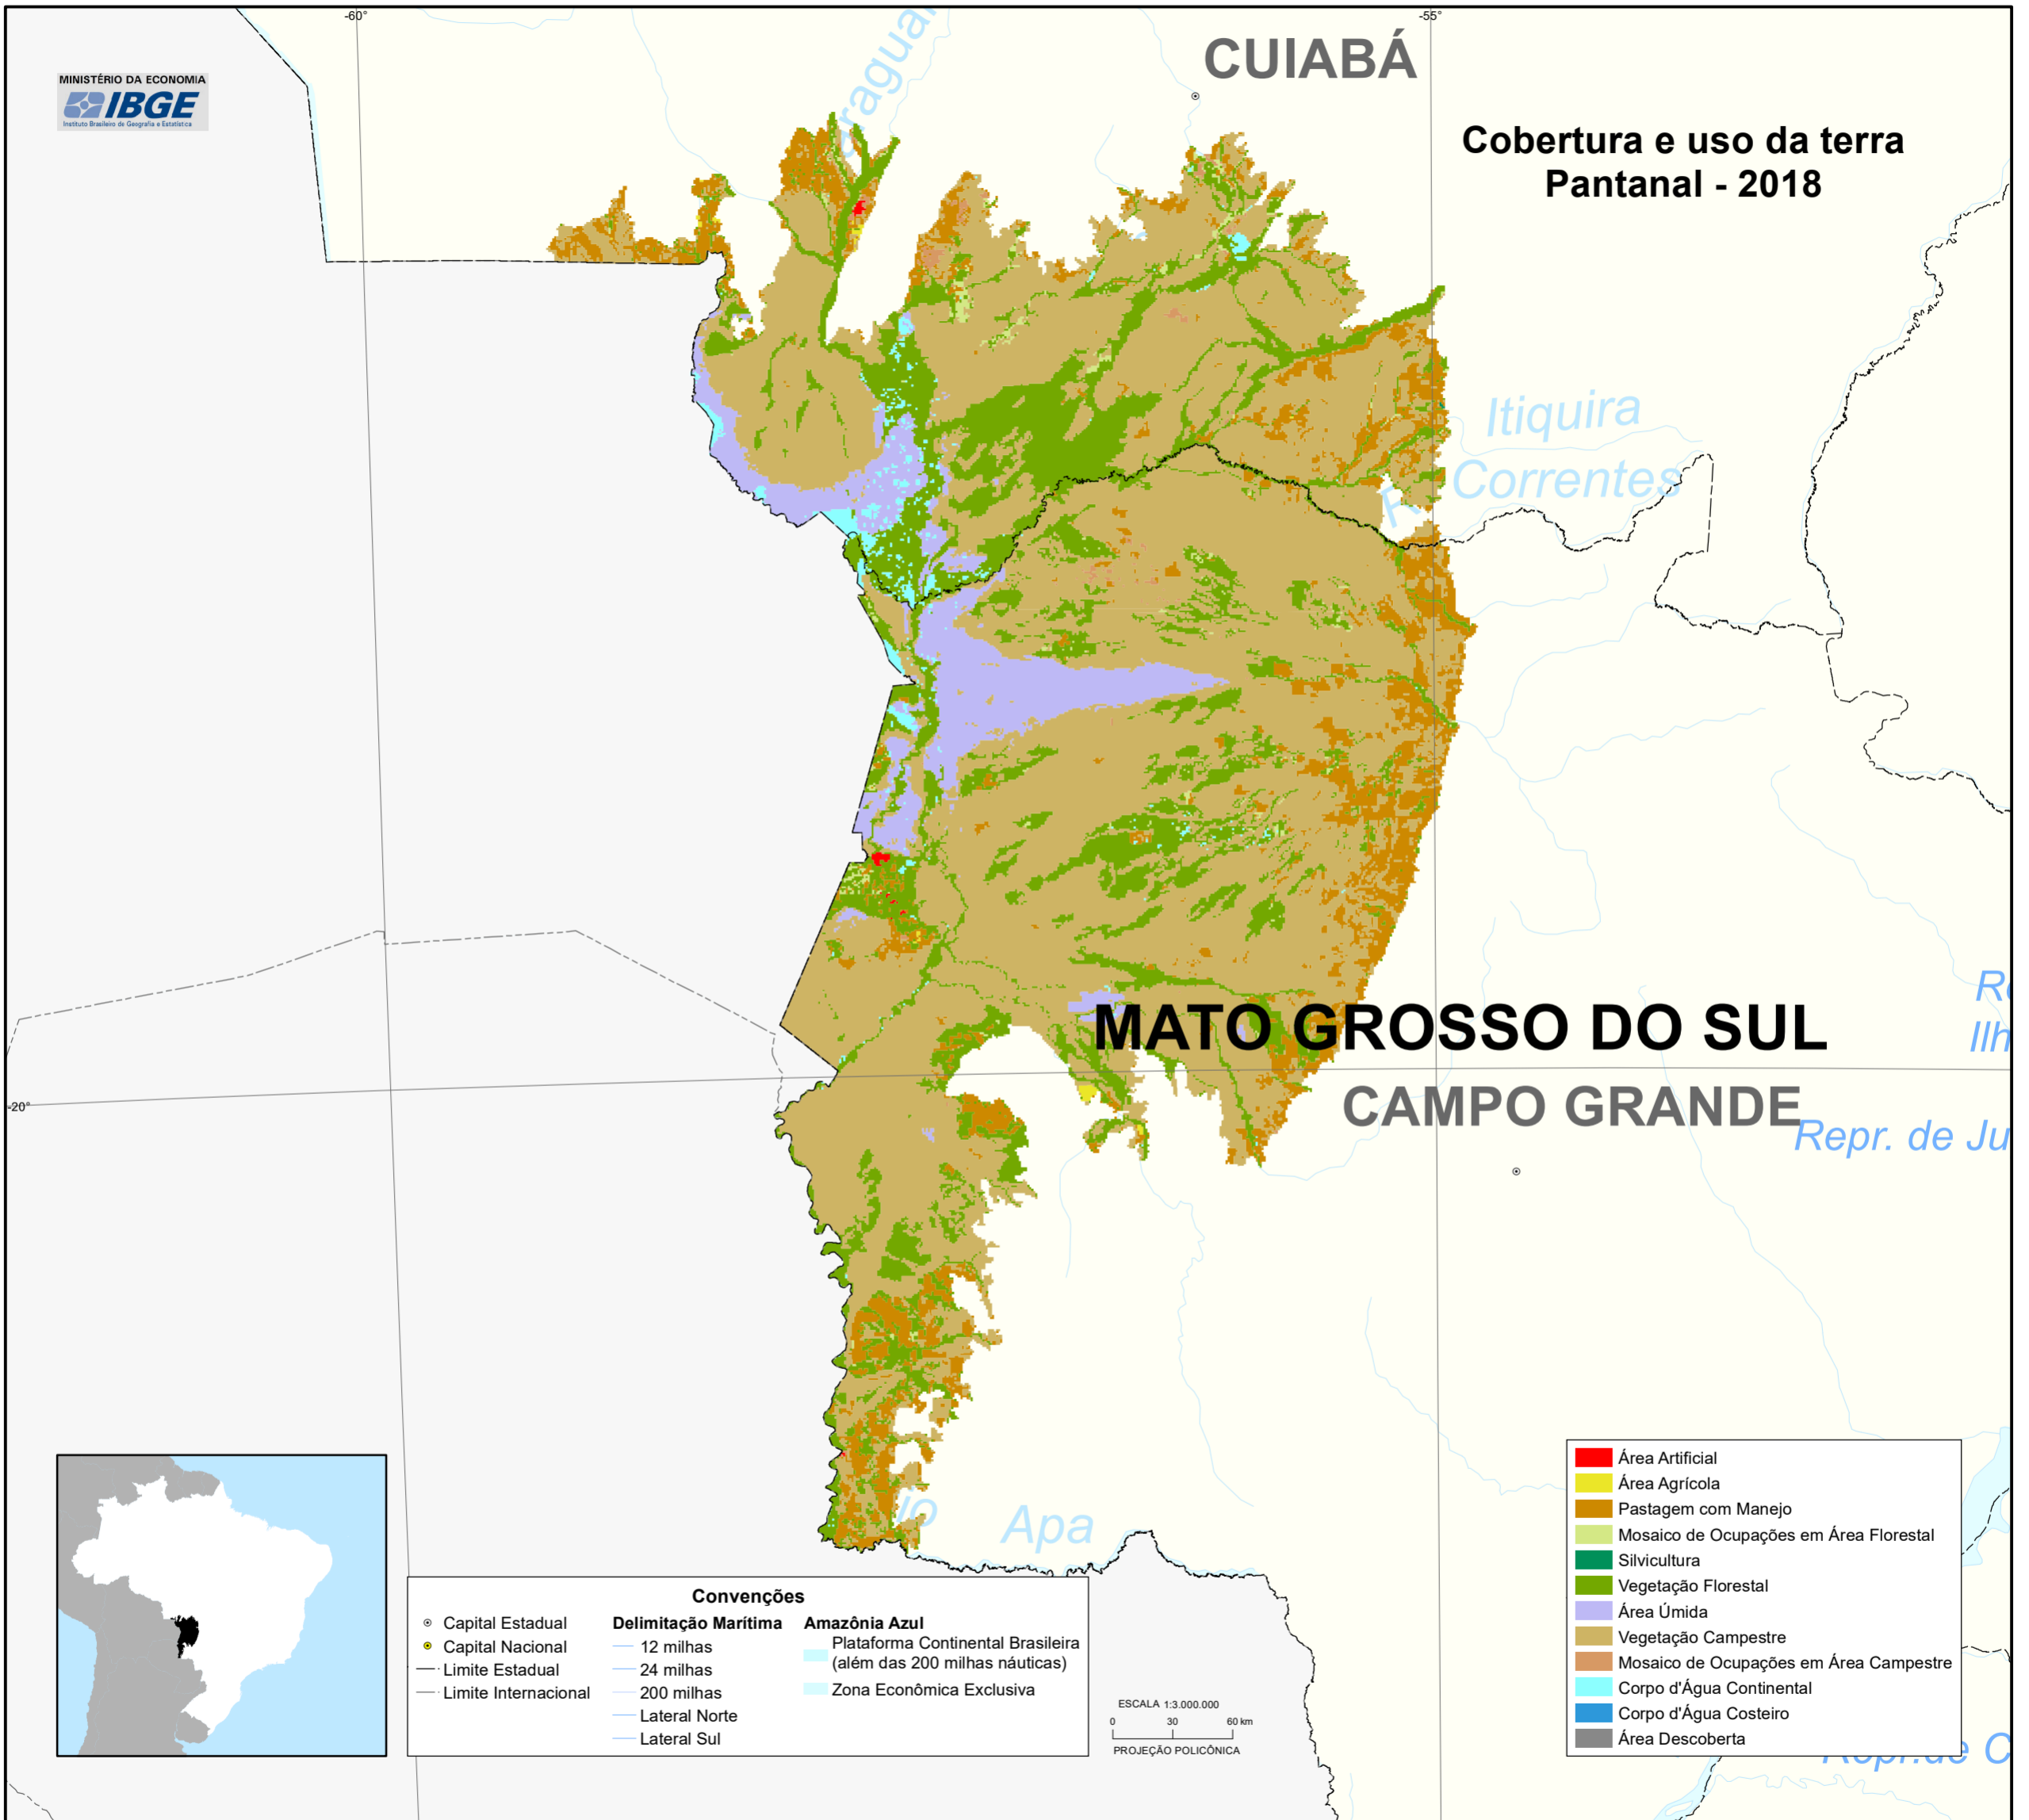 -60°
-55°
MINISTÉRIO DA ECONOMIA
IBGE
Instituto Brasileiro de Geografia e Estatística
CUIABÁ
Cobertura e uso da terra
Pantanal - 2018
Itiquira
Correntes
MATO GROSSO DO SUL
CAMPO GRANDE
-20°
Repr. de Ju
Apa
Convenções
Capital Estadual
Capital Nacional
Limite Estadual
Limite Internacional
Delimitação Marítima
12 milhas
24 milhas
200 milhas
Lateral Norte
Lateral Sul
Amazônia Azul
Plataforma Continental Brasileira
(além das 200 milhas náuticas)
Zona Econômica Exclusiva
ESCALA 1:3.000.000
0 30 60 km
PROJEÇÃO POLICÔNICA
Área Artificial
Área Agrícola
Pastagem com Manejo
Mosaico de Ocupações em Área Florestal
Silvicultura
Vegetação Florestal
Área Úmida
Vegetação Campestre
Mosaico de Ocupações em Área Campestre
Corpo d'Água Continental
Corpo d'Água Costeiro
Área Descoberta